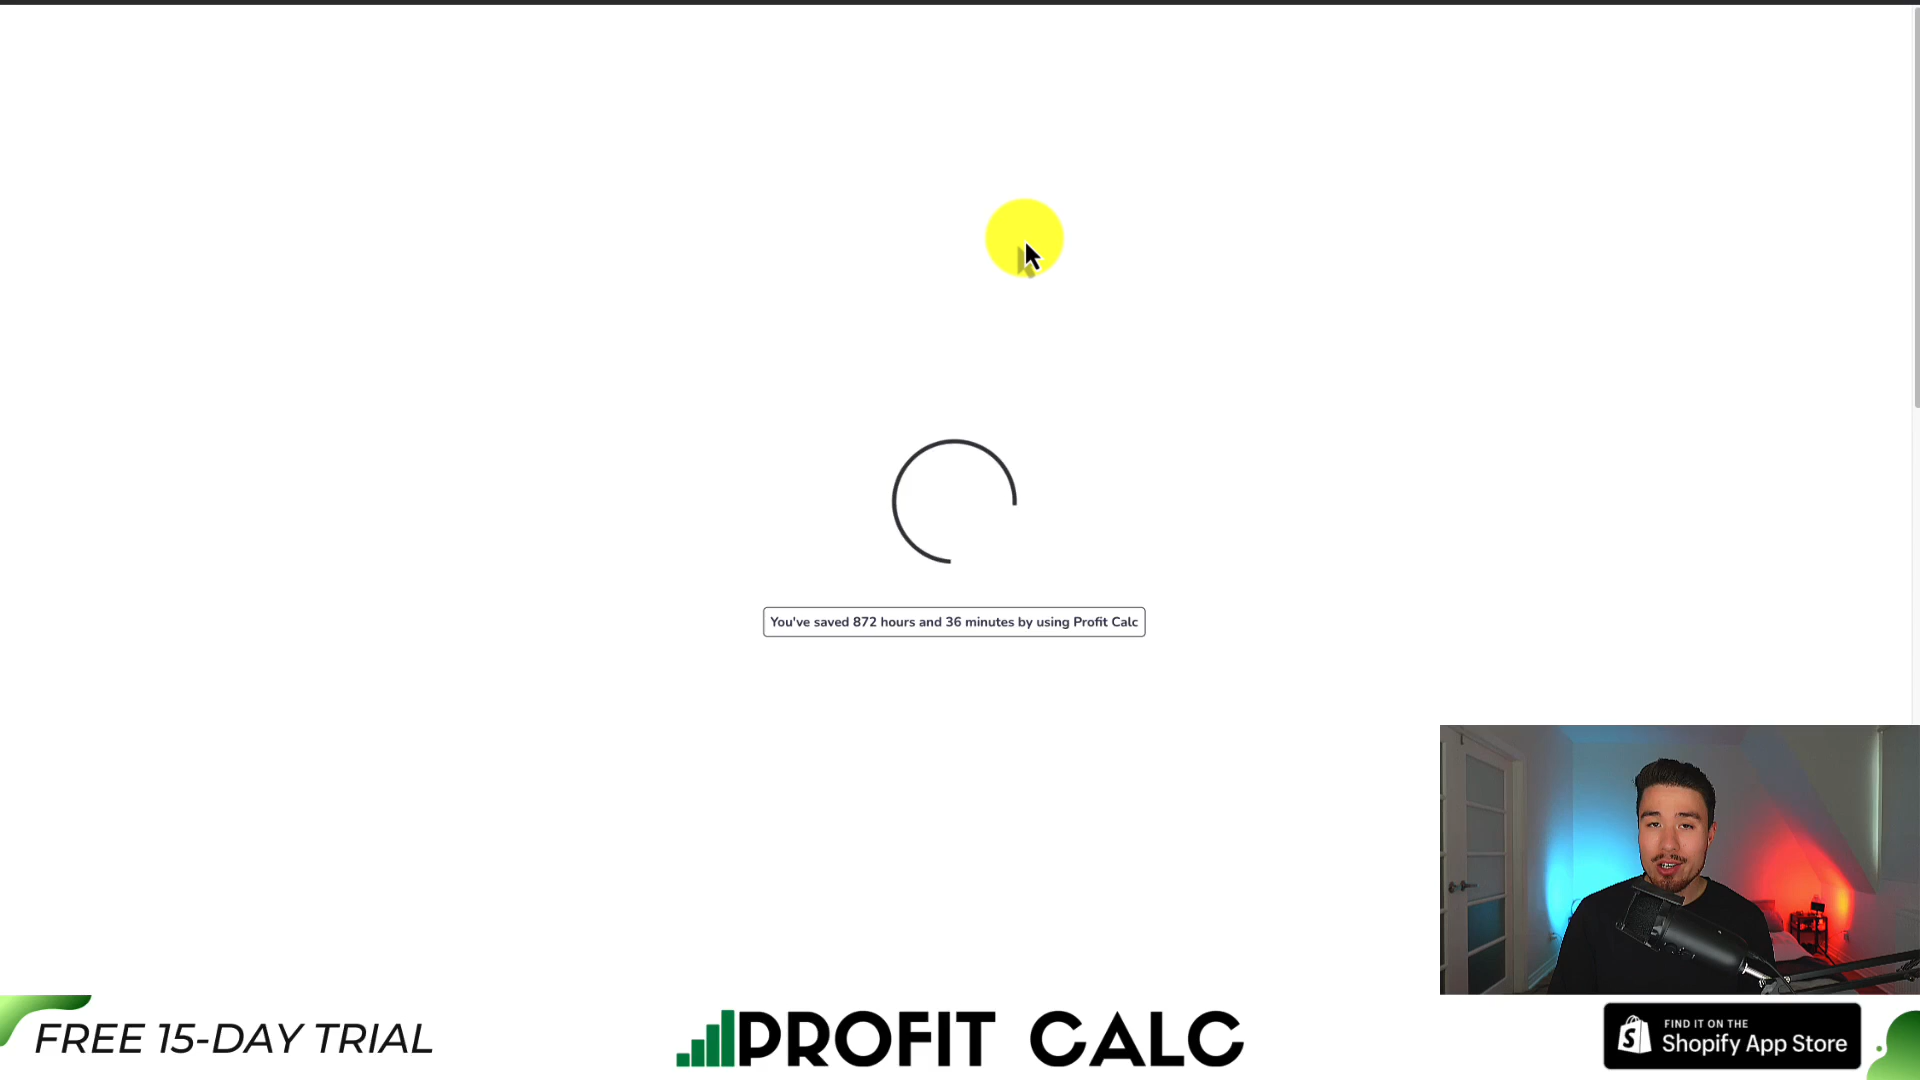 You've saved 872 hours and 36 minutes by using Profit Calc
FREE 15-DAY TRIAL
PROFIT CALC
FIND IT ON THE
Shopify App Store